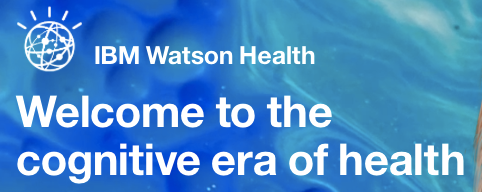 IBM Watson Health
Welcome to the
cognitive era of health